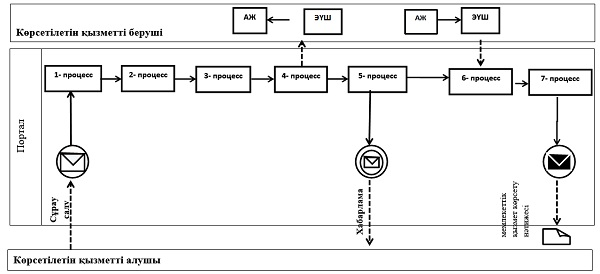 АЖ
ЭҮШ
АЖ
ЭҮШ
Көрсетілетін қызметті беруші
1- процесс
2- процесс
3- процесс
4- процесс
5- процесс
6- процесс
7- процесс
Портал
Сұрау
салу
Хабарлама
мемлекеттік
қызмет көрсету
нәтижесі
Көрсетілетін қызметті алушы